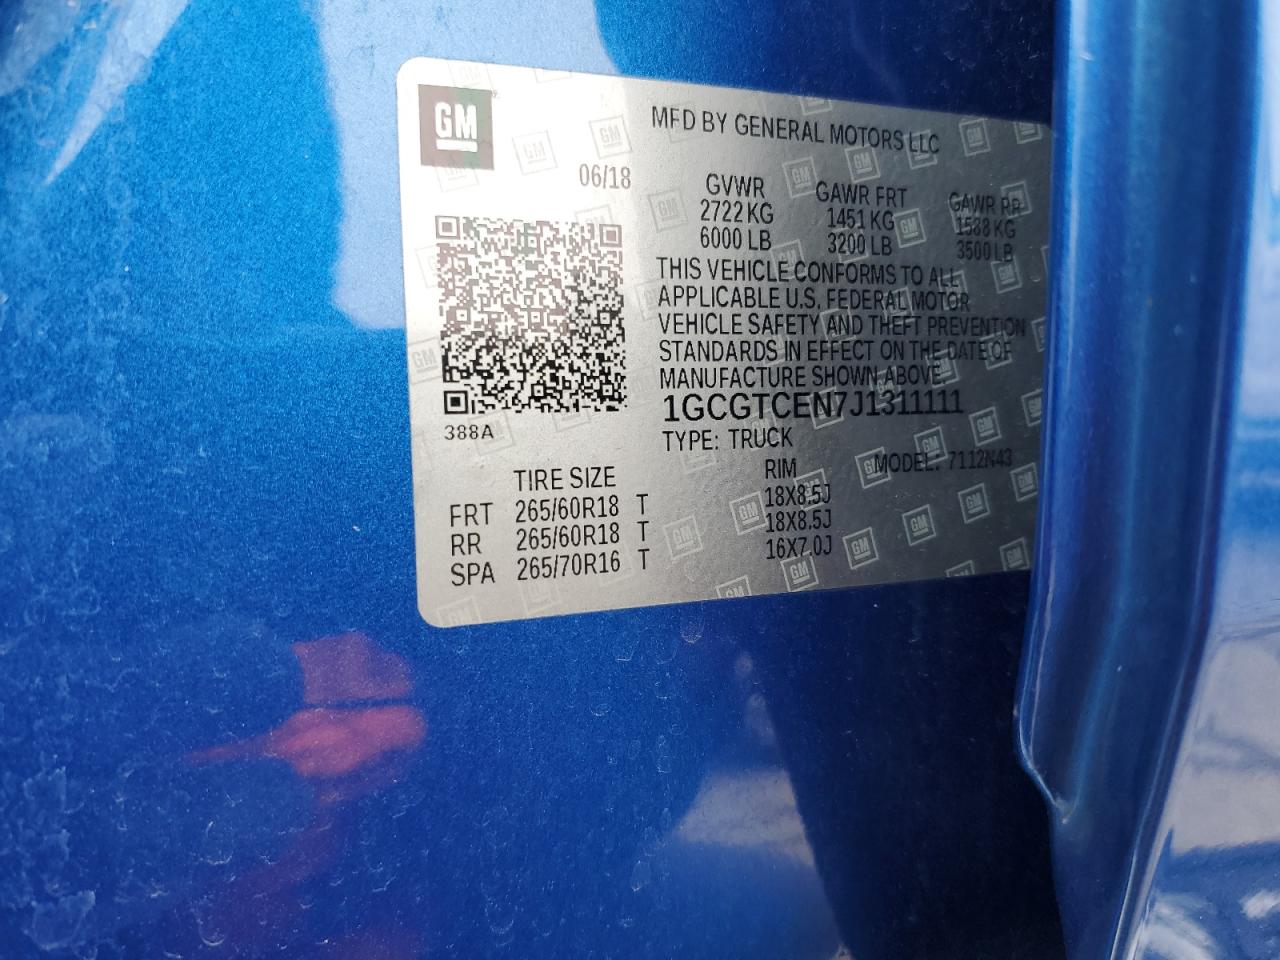 GM
MFD BY GENERAL MOTORS LLC
06/18
GVWR GAWR FRT GAWR RR
2722 KG 1451 KG 1588 KG
6000 LB 3200 LB 3500 LB
THIS VEHICLE CONFORMS TO ALL
APPLICABLE U.S. FEDERAL MOTOR
VEHICLE SAFETY AND THEFT PREVENTION
STANDARDS IN EFFECT ON THE DATE OF
MANUFACTURE SHOWN ABOVE.
1GCGTCEN7J1311111
388A
TYPE: TRUCK
MODEL: 7112N43
TIRE SIZE RIM
FRT 265/60R18 T 18X8.5J
RR 265/60R18 T 18X8.5J
SPA 265/70R16 T 16X7.0J